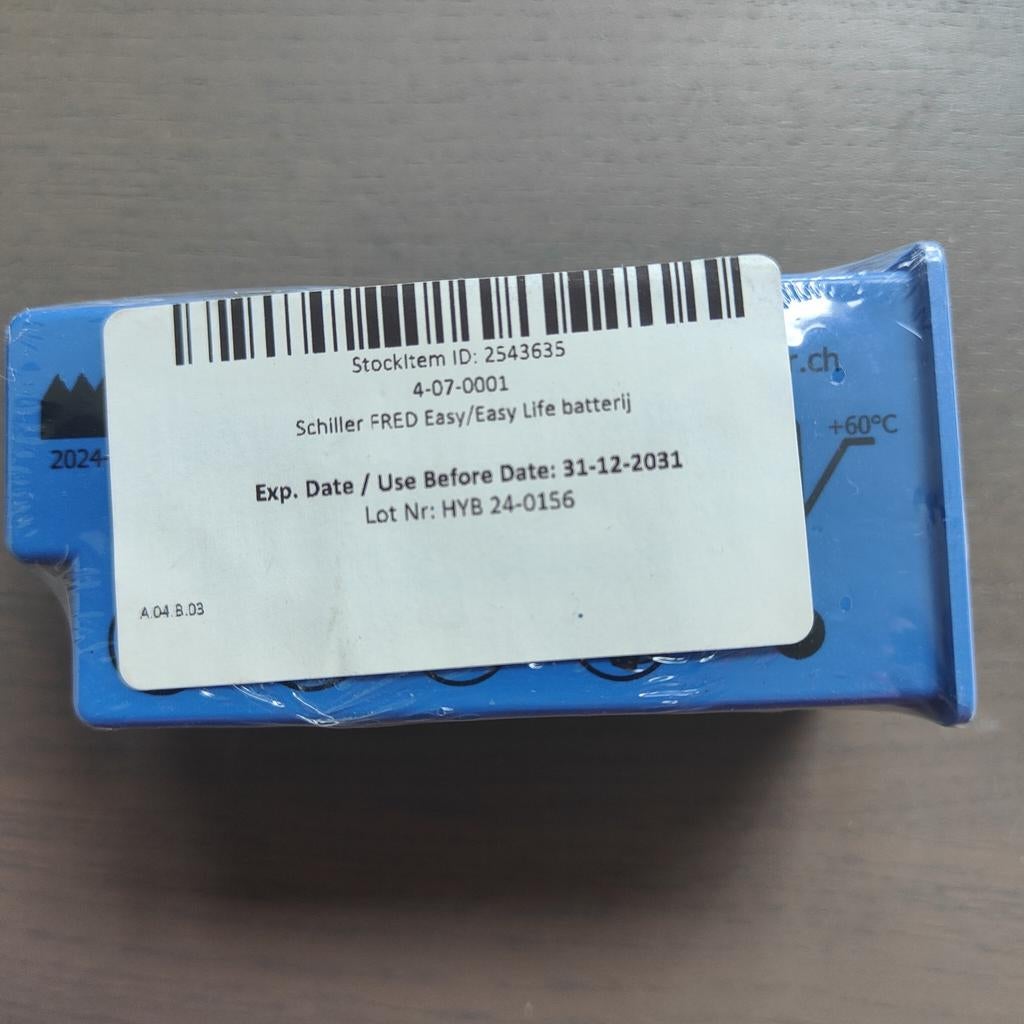 StockItem ID: 2543635
4-07-0001
Schiller FRED Easy/Easy Life batterij
Exp. Date / Use Before Date: 31-12-2031
Lot Nr: HYB 24-0156
A.04.B.03
2024-
r.ch
+60°C